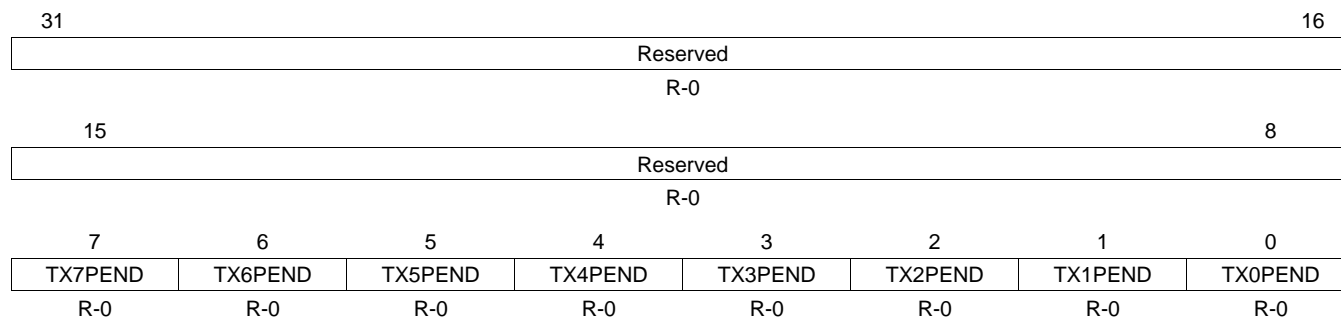 31 16
Reserved
R-0
15 8
Reserved
R-0
7 6 5 4 3 2 1 0
TX7PEND TX6PEND TX5PEND TX4PEND TX3PEND TX2PEND TX1PEND TX0PEND
R-0 R-0 R-0 R-0 R-0 R-0 R-0 R-0